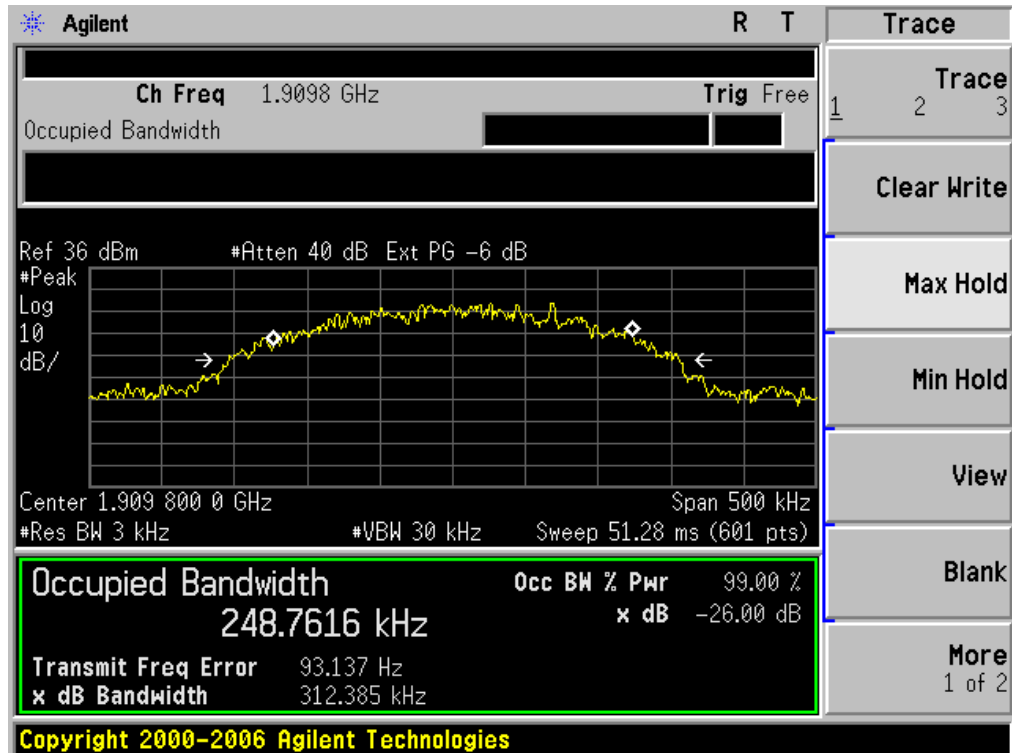 Agilent R T
Trace
Ch Freq 1.9098 GHz Trig Free
Occupied Bandwidth
Trace
1 2 3
Clear Write
Max Hold
Min Hold
View
Blank
More
1 of 2
Ref 36 dBm #Atten 40 dB Ext PG -6 dB
#Peak
Log
10
dB/
Center 1.909 800 0 GHz Span 500 kHz
#Res BW 3 kHz #VBW 30 kHz Sweep 51.28 ms (601 pts)
Occupied Bandwidth Occ BW % Pwr 99.00 %
248.7616 kHz x dB -26.00 dB
Transmit Freq Error 93.137 Hz
x dB Bandwidth 312.385 kHz
Copyright 2000-2006 Agilent Technologies